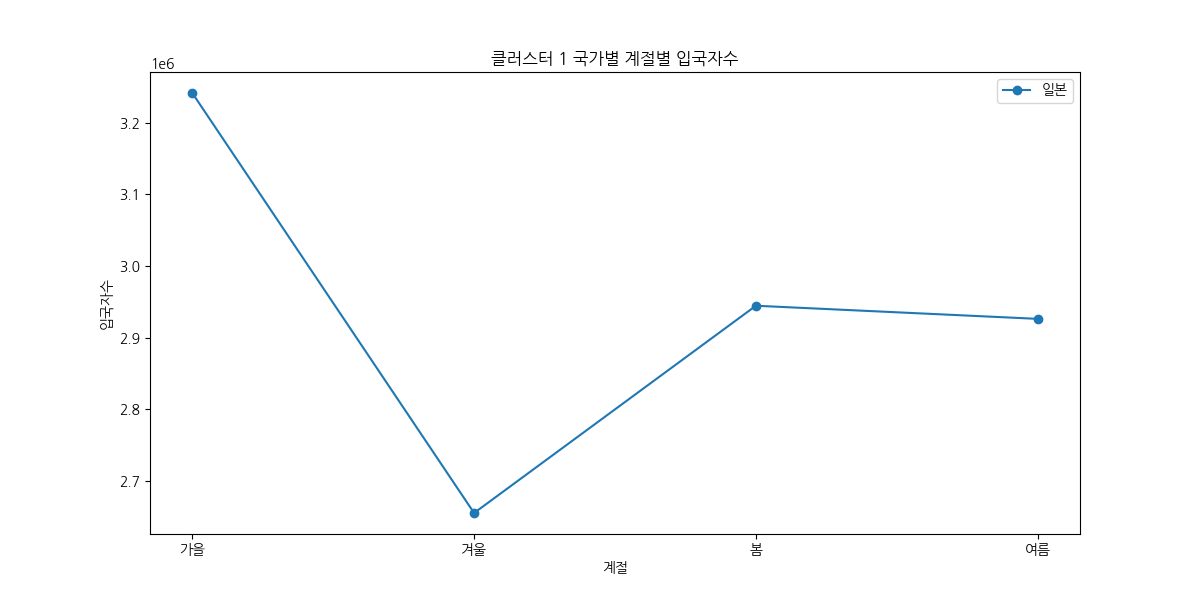 클러스터 1 국가별 계절별 입국자수
1e6
일본
3.2
3.1
3.0
2.9
2.8
2.7
입국자수
가을 겨울 봄 여름
계절